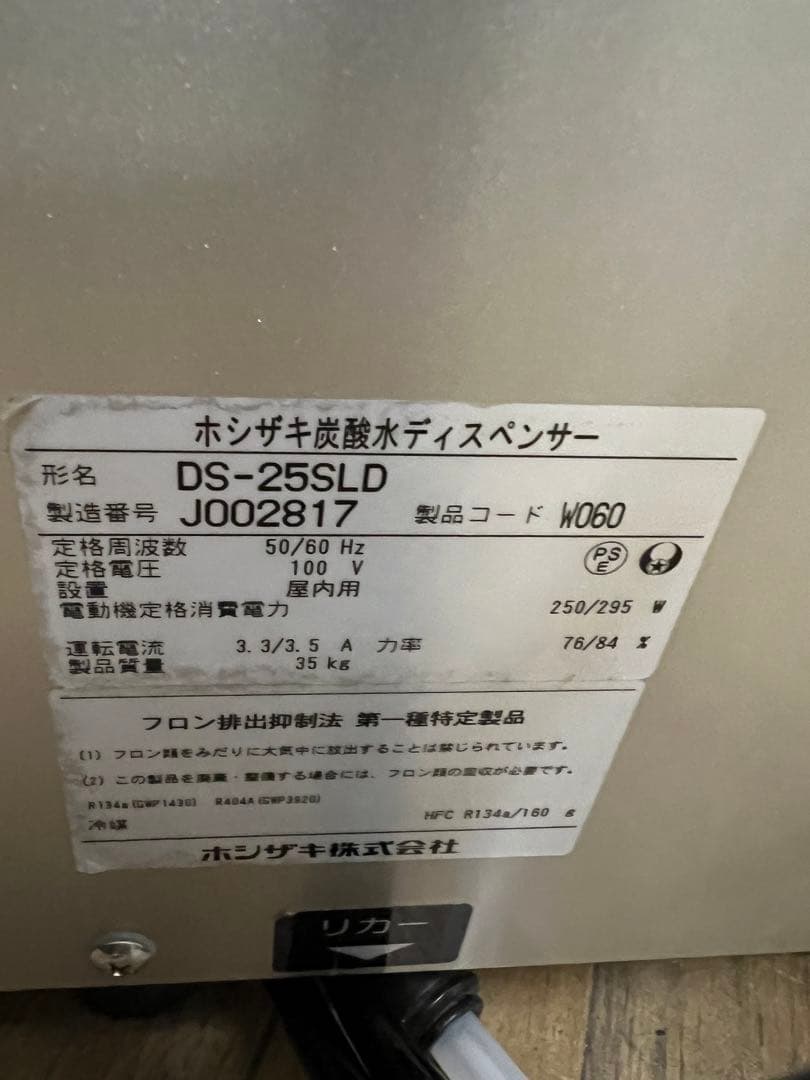 ホシザキ炭酸水ディスペンサー
形名 DS-25SLD
製造番号 J002817 製品コード W060
定格周波数 50/60 Hz
定格電圧 100 V
設置 屋内用
電動機定格消費電力 250/295 W
運転電流 3.3/3.5 A 力率 76/84 %
製品質量 35 kg
PS
E
フロン排出抑制法 第一種特定製品
(1) フロン類をみだりに大気中に放出することは禁じられています。
(2) この製品を廃棄・整備する場合には、フロン類の回収が必要です。
R134a(GWP1430) R404A(GWP3920)
冷媒 HFC R134a/160 g
ホシザキ株式会社
リカー